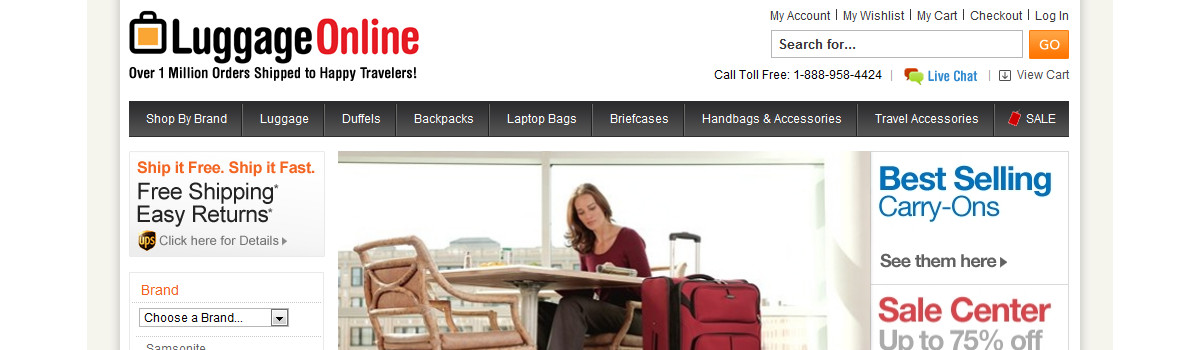 My Account | My Wishlist | My Cart | Checkout | Log In
LuggageOnline
Over 1 Million Orders Shipped to Happy Travelers!
Search for...
GO
Call Toll Free: 1-888-958-4424 | Live Chat | View Cart
Shop By Brand
Luggage
Duffels
Backpacks
Laptop Bags
Briefcases
Handbags & Accessories
Travel Accessories
SALE
Ship it Free. Ship it Fast.
Free Shipping*
Easy Returns*
ups Click here for Details
Brand
Choose a Brand...
Samsonite
Best Selling
Carry-Ons
See them here
Sale Center
Up to 75% off